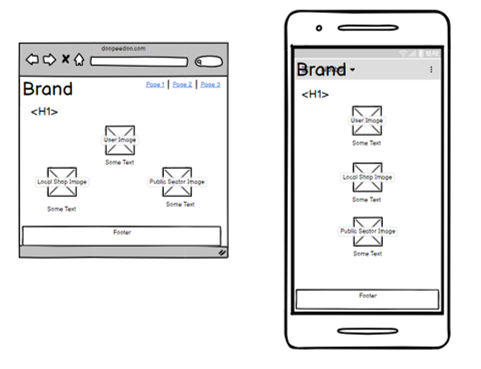 doopeedoo.com
Brand
Page 1 | Page 2 | Page 3
<H1>
User Image
Some Text
Local Shop Image
Public Sector Image
Some Text
Some Text
Footer
Brand
<H1>
User Image
Some Text
Local Shop Image
Some Text
Public Sector Image
Some Text
Footer